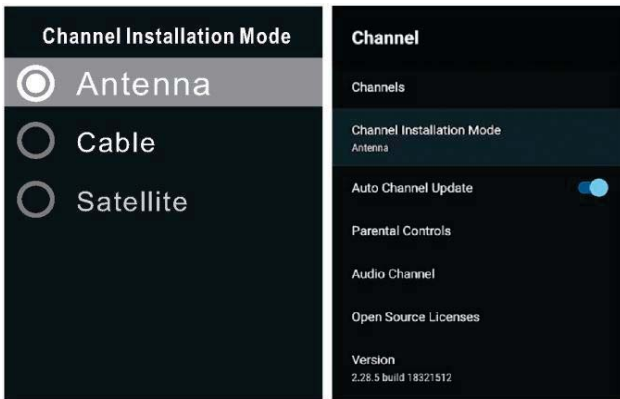 Channel Installation Mode
Antenna
Cable
Satellite
Channel
Channels
Channel Installation Mode
Antenna
Auto Channel Update
Parental Controls
Audio Channel
Open Source Licenses
Version
2.28.5 build 18321512